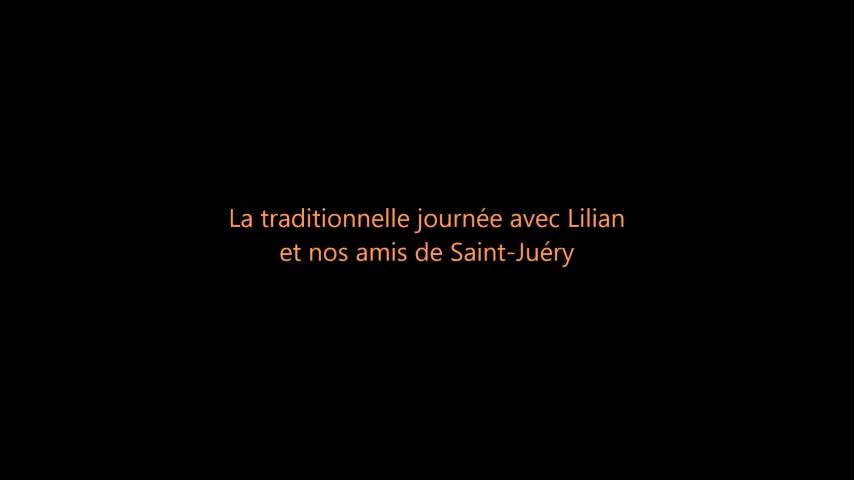 La traditionnelle journée avec Lilian
et nos amis de Saint-Juéry